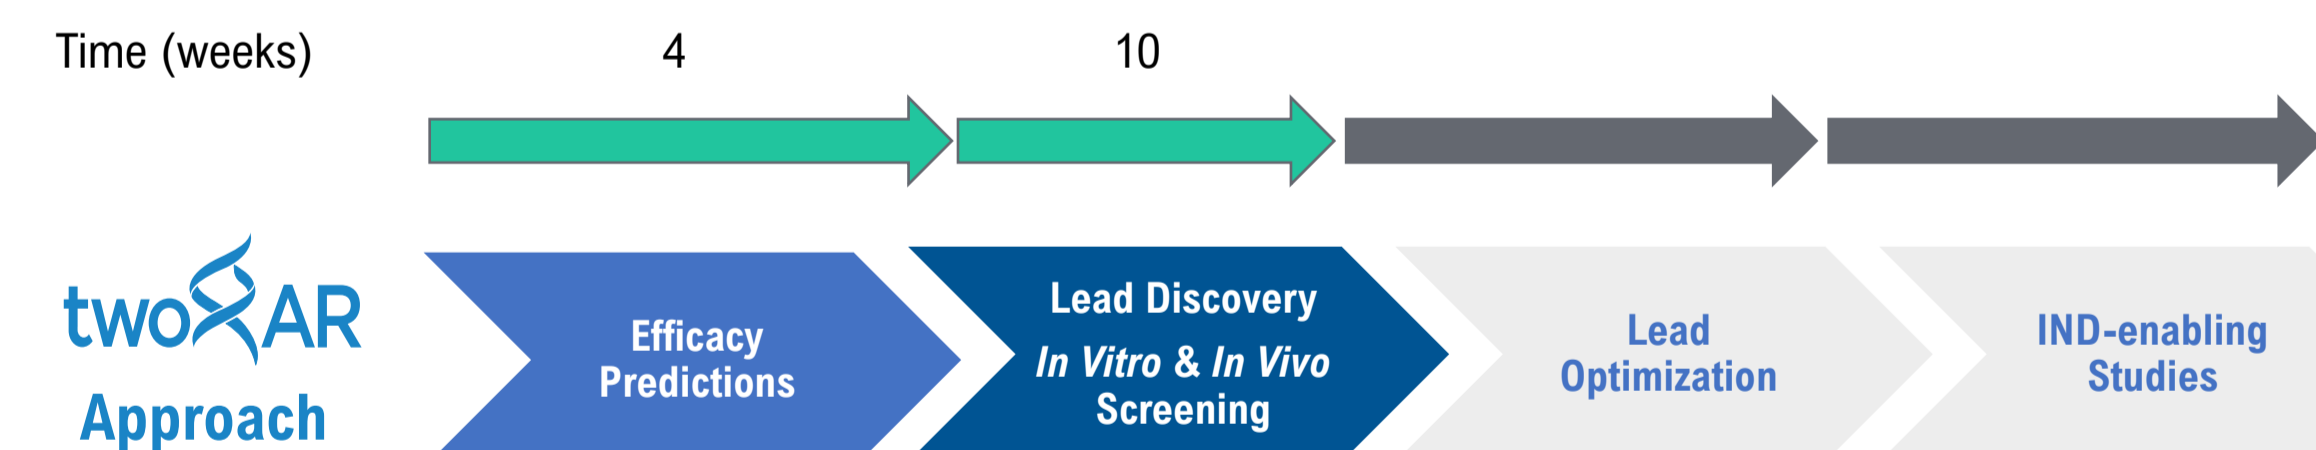 Time (weeks) 4 10
twoXAR
Approach
Efficacy
Predictions
Lead Discovery
In Vitro & In Vivo
Screening
Lead
Optimization
IND-enabling
Studies